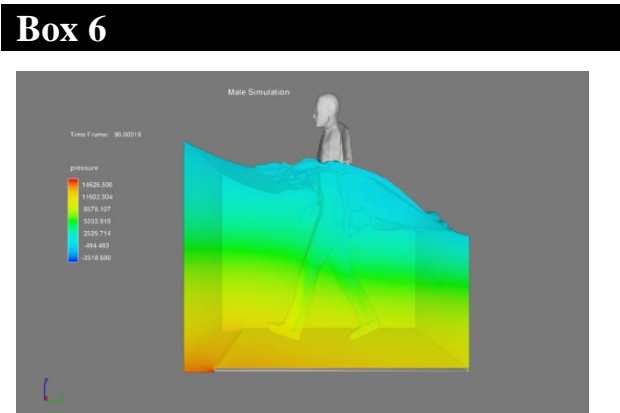 Box 6
Male Simulation
Time Frame: 90.00019
pressure
14526.500
11602.304
8578.107
5553.910
2529.714
-494.483
-3518.680